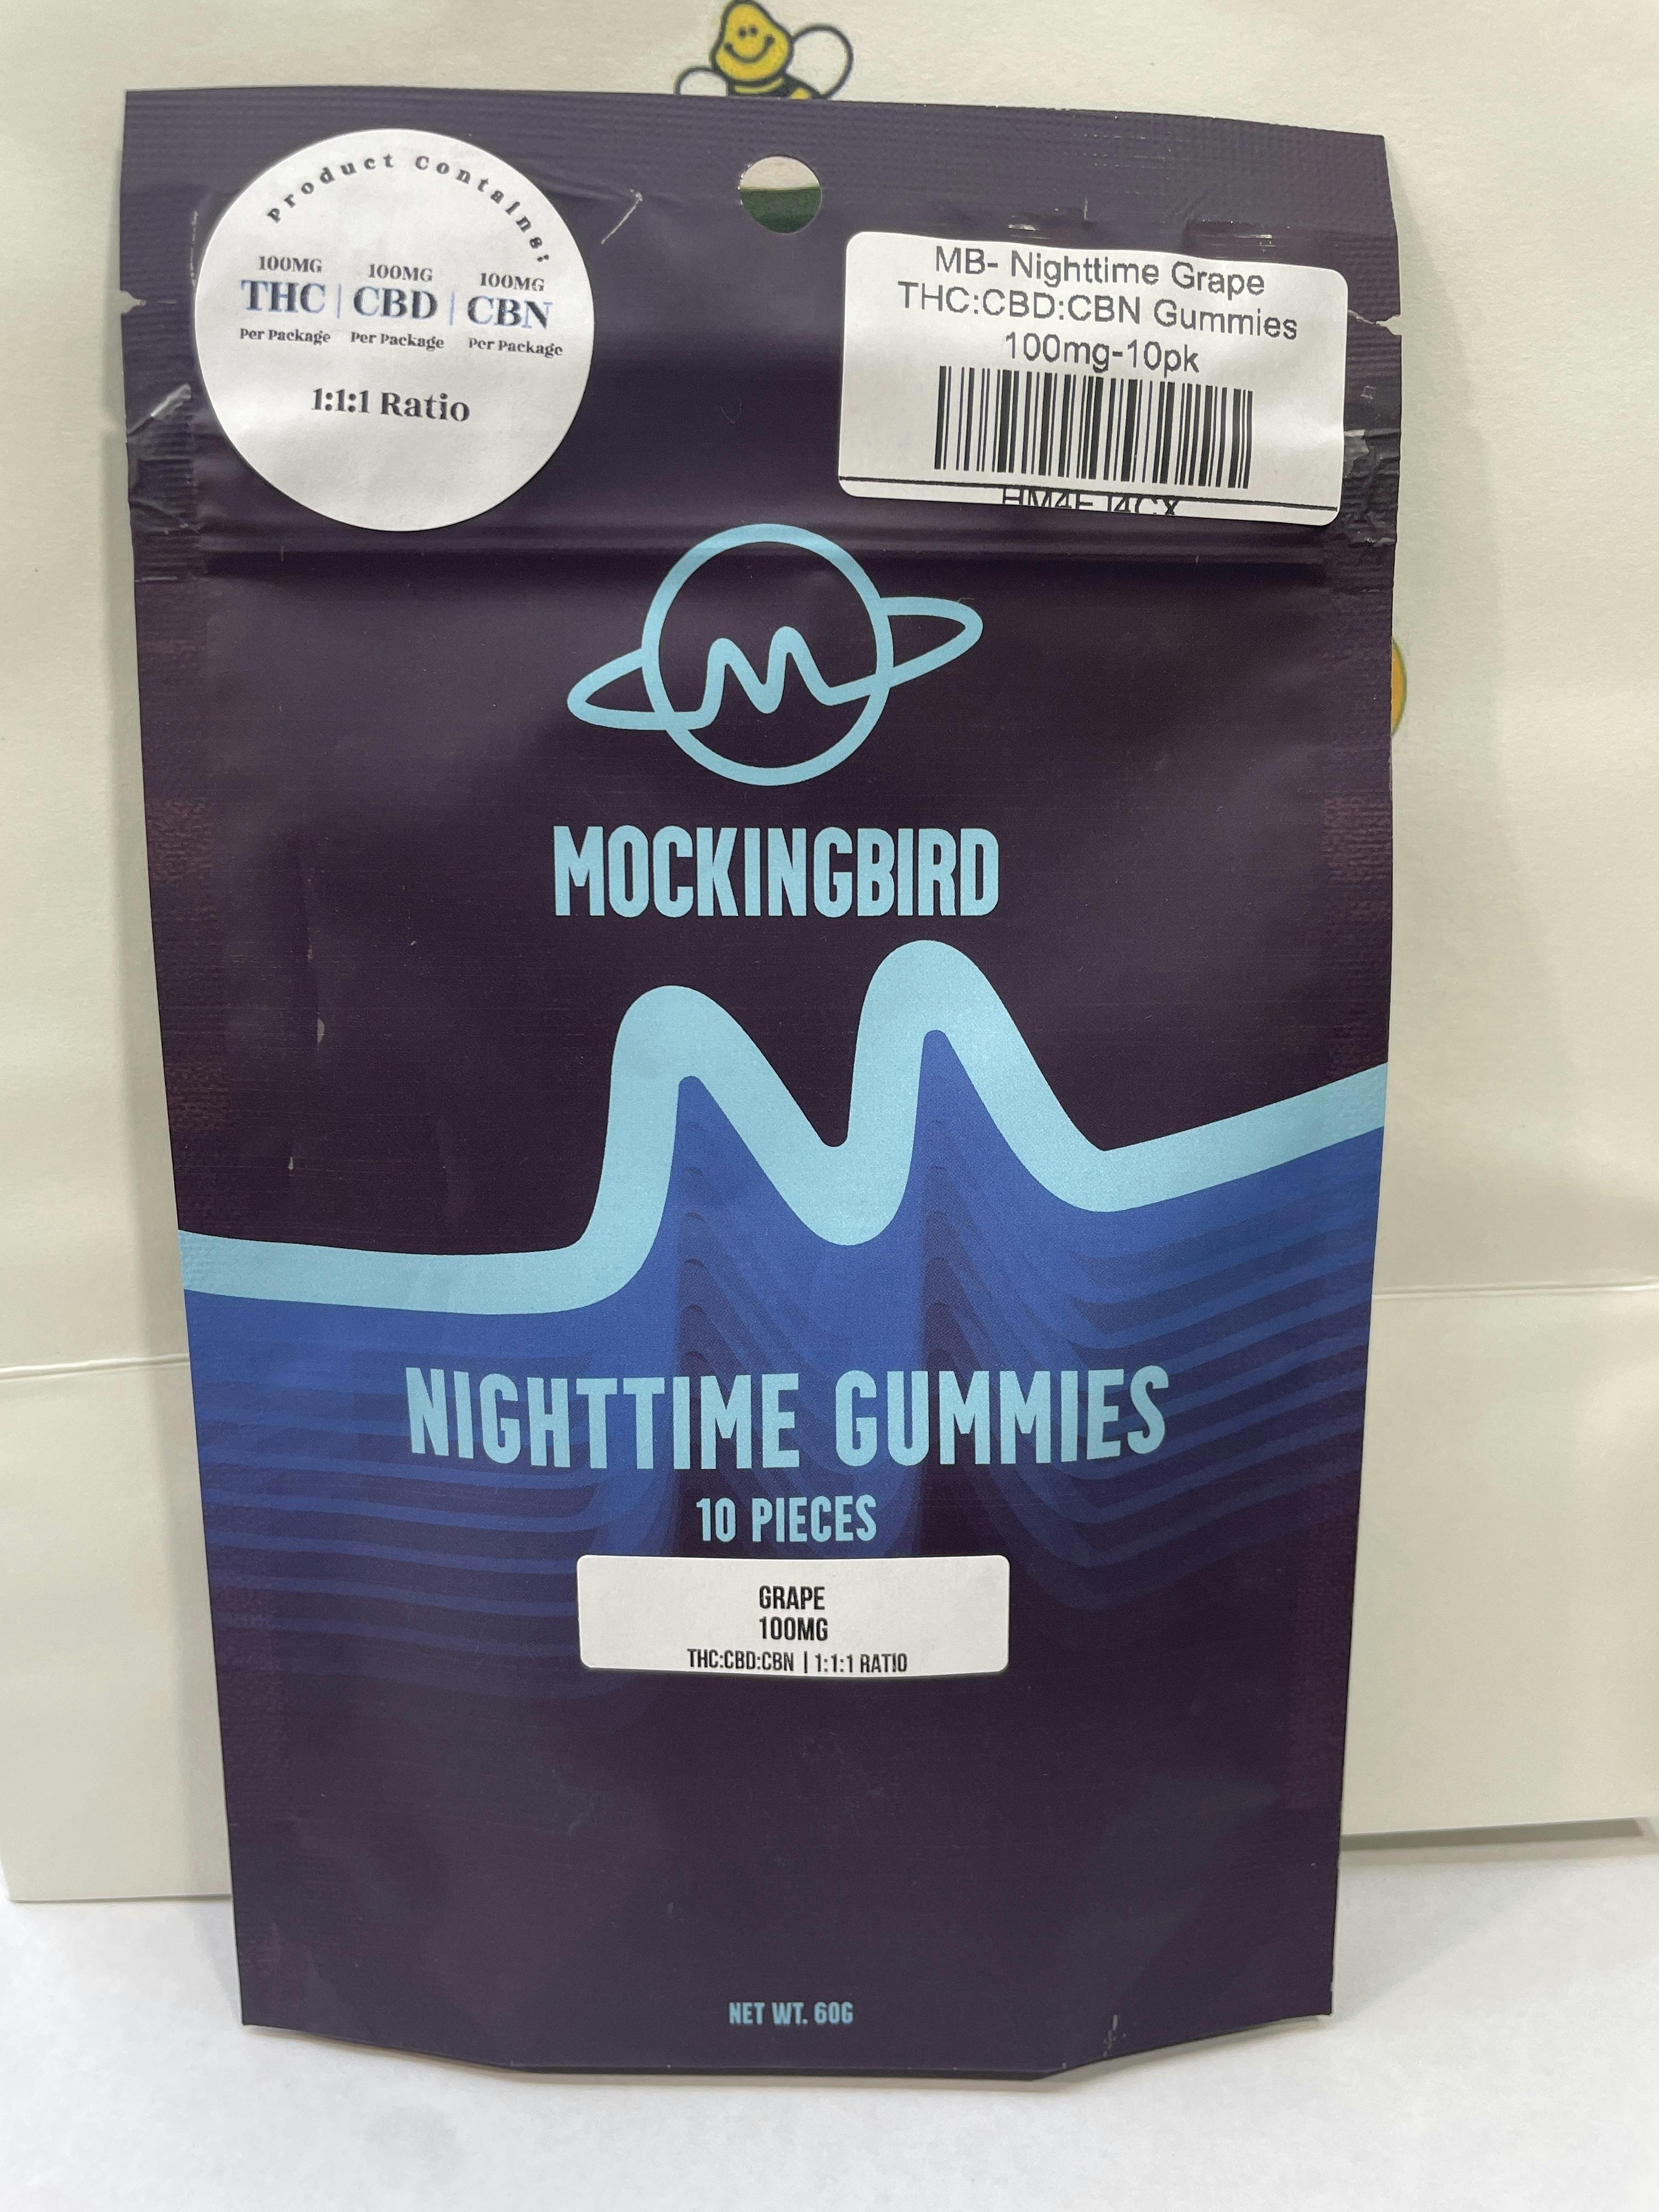 Product Contains:
100MG 100MG 100MG
THC | CBD | CBN
Per Package Per Package Per Package
1:1:1 Ratio
MB- Nighttime Grape
THC:CBD:CBN Gummies
100mg-10pk
M
MOCKINGBIRD
NIGHTTIME GUMMIES
10 PIECES
GRAPE
100MG
THC:CBD:CBN | 1:1:1 RATIO
NET WT. 60G